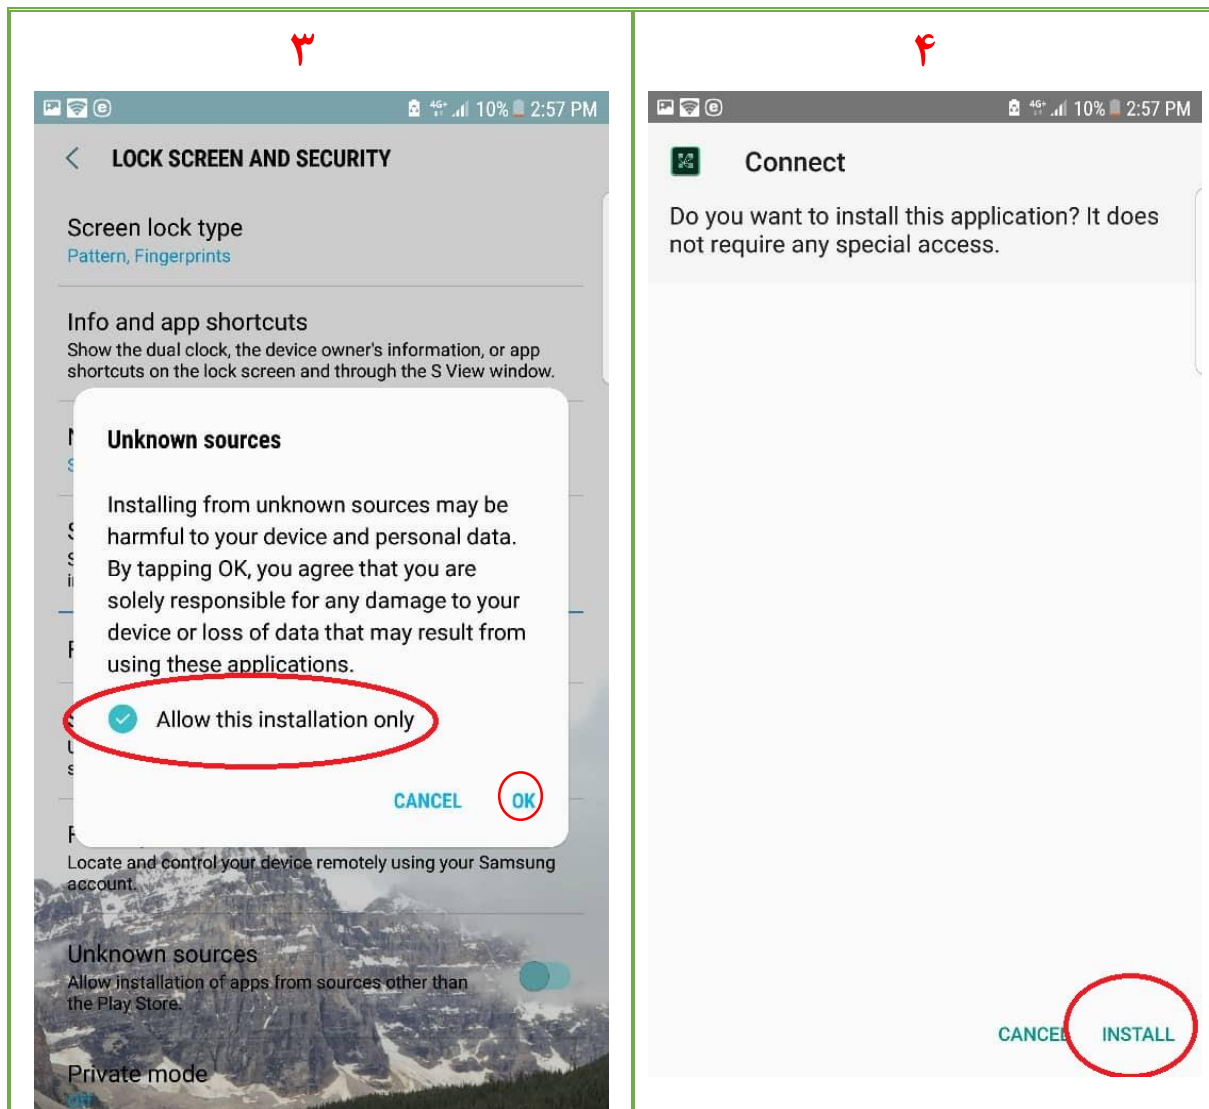 ۳
4G+ 10% 2:57 PM
LOCK SCREEN AND SECURITY
Screen lock type
Pattern, Fingerprints
Info and app shortcuts
Show the dual clock, the device owner's information, or app
shortcuts on the lock screen and through the S View window.
Unknown sources
Installing from unknown sources may be
harmful to your device and personal data.
By tapping OK, you agree that you are
solely responsible for any damage to your
device or loss of data that may result from
using these applications.
Allow this installation only
CANCEL OK
Locate and control your device remotely using your Samsung
account.
Unknown sources
Allow installation of apps from sources other than
the Play Store.
Private mode
Off
۴
4G+ 10% 2:57 PM
Connect
Do you want to install this application? It does
not require any special access.
CANCEL INSTALL